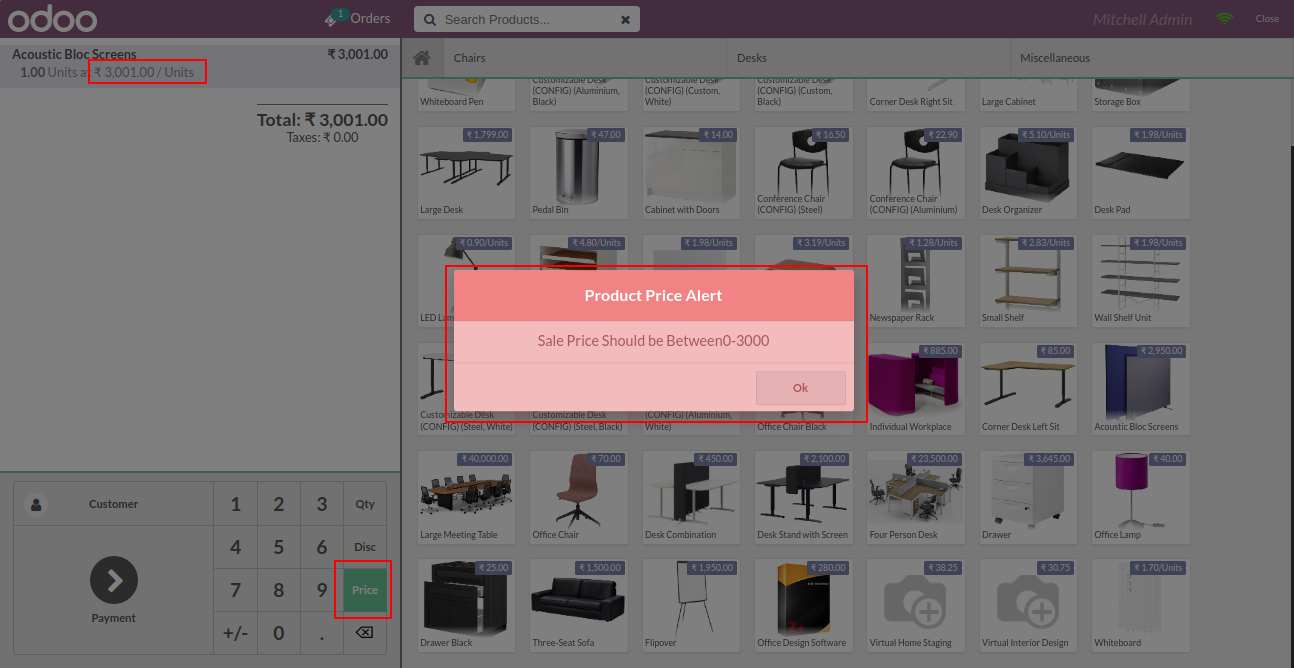 odoo
1
Orders
Search Products...
Mitchell Admin
Close
Acoustic Bloc Screens
₹ 3,001.00
1.00 Units at ₹ 3,001.00 / Units
Total: ₹ 3,001.00
Taxes: ₹ 0.00
Chairs
Desks
Miscellaneous
Whiteboard Pen
Customizable Desk
(CONFIG) (Aluminium,
Black)
Customizable Desk
(CONFIG) (Custom,
White)
Customizable Desk
(CONFIG) (Custom,
Black)
Corner Desk Right Sit
Large Cabinet
Storage Box
₹ 1,799.00
Large Desk
₹ 47.00
Pedal Bin
₹ 14.00
Cabinet with Doors
₹ 16.50
Conference Chair
(CONFIG) (Steel)
₹ 22.90
Conference Chair
(CONFIG) (Aluminium)
₹ 5.10/Units
Desk Organizer
₹ 1.98/Units
Desk Pad
₹ 0.90/Units
LED Lam
₹ 4.80/Units
₹ 1.98/Units
₹ 3.19/Units
₹ 1.28/Units
Newspaper Rack
₹ 2.83/Units
Small Shelf
₹ 1.98/Units
Wall Shelf Unit
Product Price Alert
Sale Price Should be Between0-3000
Ok
Customizable Desk
(CONFIG) (Steel, White)
Customizable Desk
(CONFIG) (Steel, Black)
(CONFIG) (Aluminium,
White)
Office Chair Black
₹ 885.00
Individual Workplace
₹ 85.00
Corner Desk Left Sit
₹ 2,950.00
Acoustic Bloc Screens
₹ 40,000.00
Large Meeting Table
₹ 70.00
Office Chair
₹ 450.00
Desk Combination
₹ 2,100.00
Desk Stand with Screen
₹ 23,500.00
Four Person Desk
₹ 3,645.00
Drawer
₹ 40.00
Office Lamp
₹ 25.00
Drawer Black
₹ 1,500.00
Three-Seat Sofa
₹ 1,950.00
Flipover
₹ 280.00
Office Design Software
₹ 38.25
Virtual Home Staging
₹ 30.75
Virtual Interior Design
₹ 1.70/Units
Whiteboard
Customer
Payment
1 2 3 Qty
4 5 6 Disc
7 8 9 Price
+/- 0 .